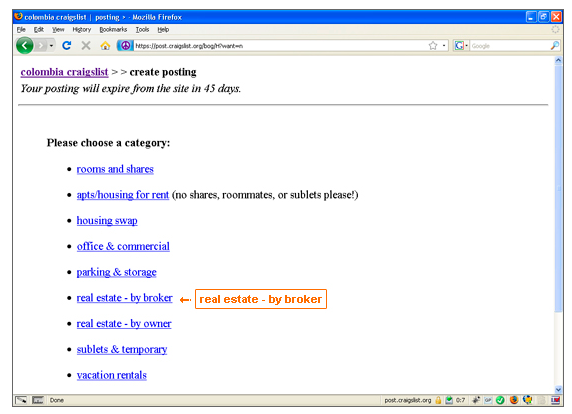 colombia craigslist | posting > - Mozilla Firefox
File Edit View History Bookmarks Tools Help
https://post.craigslist.org/bog/H?want=n
Google
colombia craigslist > > create posting
Your posting will expire from the site in 45 days.
Please choose a category:
rooms and shares
apts/housing for rent (no shares, roommates, or sublets please!)
housing swap
office & commercial
parking & storage
real estate - by broker real estate - by broker
real estate - by owner
sublets & temporary
vacation rentals
Done post.craigslist.org 0:7